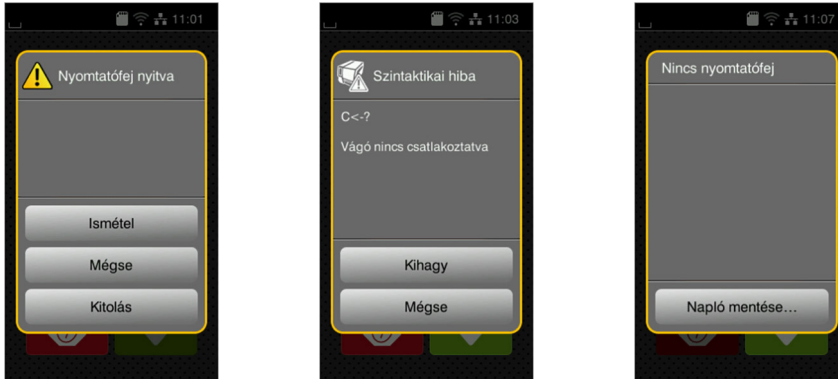 11:01
Nyomtatófej nyitva
Ismétel
Mégse
Kitolás
11:03
Szintaktikai hiba
C<-?
Vágó nincs csatlakoztatva
Kihagy
Mégse
11:07
Nincs nyomtatófej
Napló mentése...